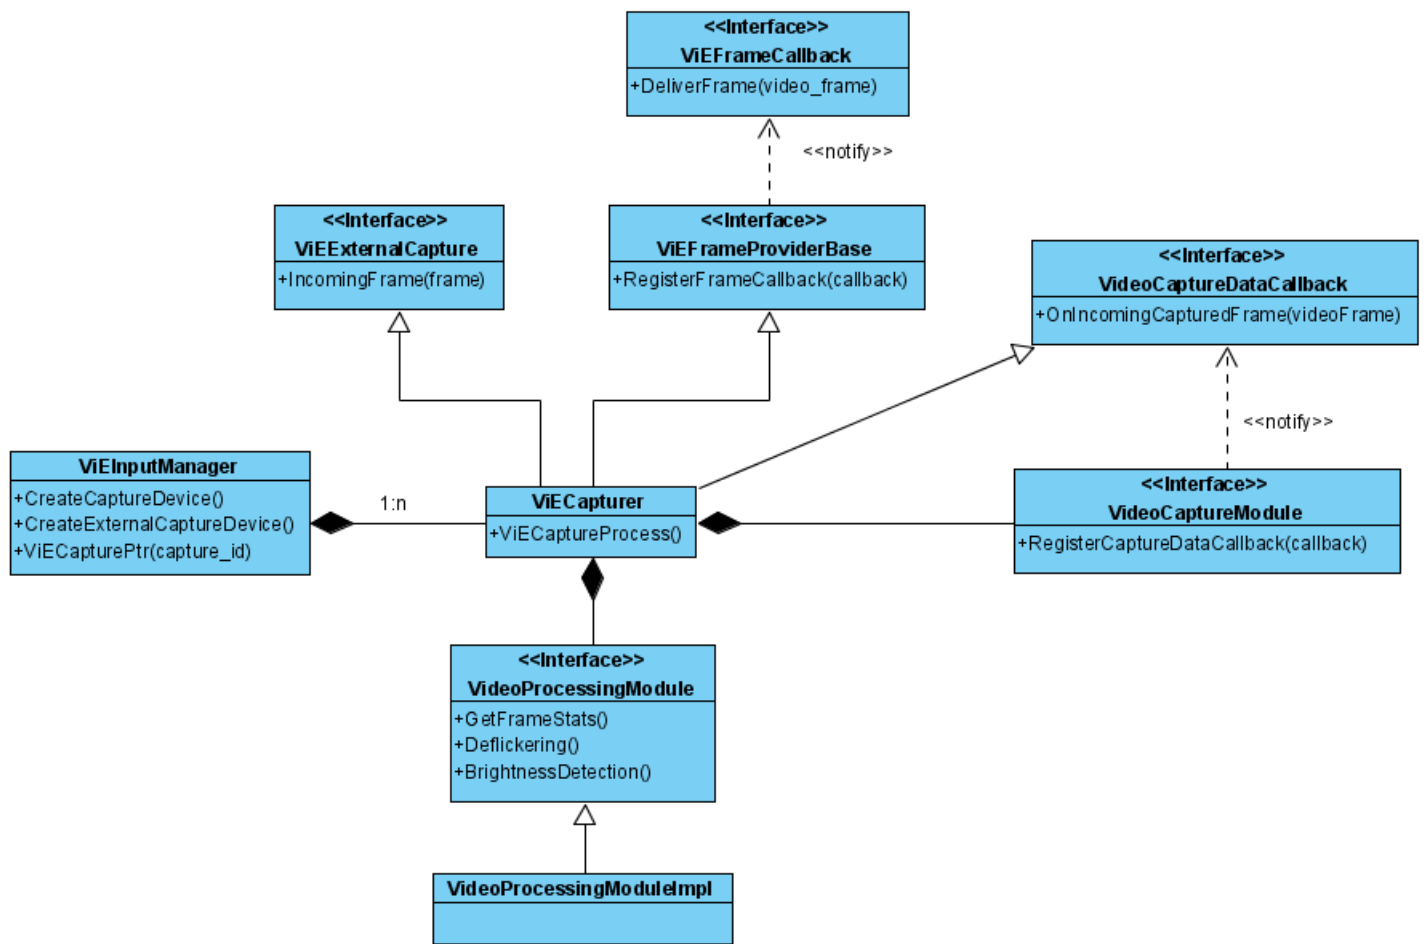 <<Interface>>
ViEFrameCallback
+DeliverFrame(video_frame)
<<notify>>
<<Interface>>
ViEExternalCapture
+IncomingFrame(frame)
<<Interface>>
ViEFrameProviderBase
+RegisterFrameCallback(callback)
<<Interface>>
VideoCaptureDataCallback
+OnIncomingCapturedFrame(videoFrame)
<<notify>>
ViEInputManager
+CreateCaptureDevice()
+CreateExternalCaptureDevice()
+ViECapturePtr(capture_id)
1:n
ViECapturer
+ViECaptureProcess()
<<Interface>>
VideoCaptureModule
+RegisterCaptureDataCallback(callback)
<<Interface>>
VideoProcessingModule
+GetFrameStats()
+Deflickering()
+BrightnessDetection()
VideoProcessingModuleImpl